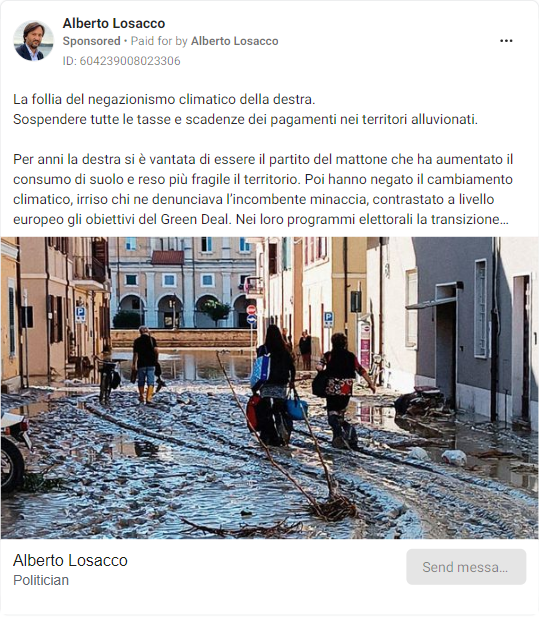 Alberto Losacco
Sponsored • Paid for by Alberto Losacco
ID: 604239008023306
La follia del negazionismo climatico della destra.
Sospendere tutte le tasse e scadenze dei pagamenti nei territori alluvionati.
Per anni la destra si è vantata di essere il partito del mattone che ha aumentato il
consumo di suolo e reso più fragile il territorio. Poi hanno negato il cambiamento
climatico, irriso chi ne denunciava l’incombente minaccia, contrastato a livello
europeo gli obiettivi del Green Deal. Nei loro programmi elettorali la transizione...
P
P
Alberto Losacco
Politician
Send messa...